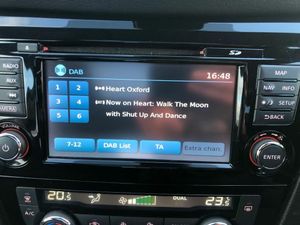 SD
RADIO
AUX
CAMERA
DAB
16:48
1 2
3 4
5 6
Heart Oxford
Now on Heart: Walk The Moon
with Shut Up And Dance
7-12
DAB List
TA
Extra chan.
MAP
NAV
INFO
SETUP
BACK
ENTER
20.5
A/C
DUAL
23.5